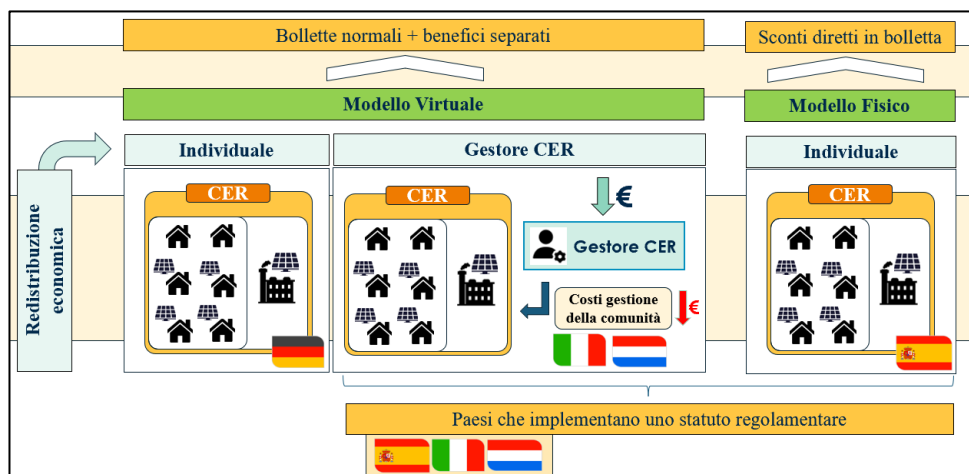 Bollette normali + benefici separati
Sconti diretti in bolletta
Modello Virtuale
Modello Fisico
Redistribuzione
economica
Individuale
Gestore CER
Individuale
CER
CER
€
Gestore CER
Costi gestione
della comunità
€
CER
Paesi che implementano uno statuto regolamentare